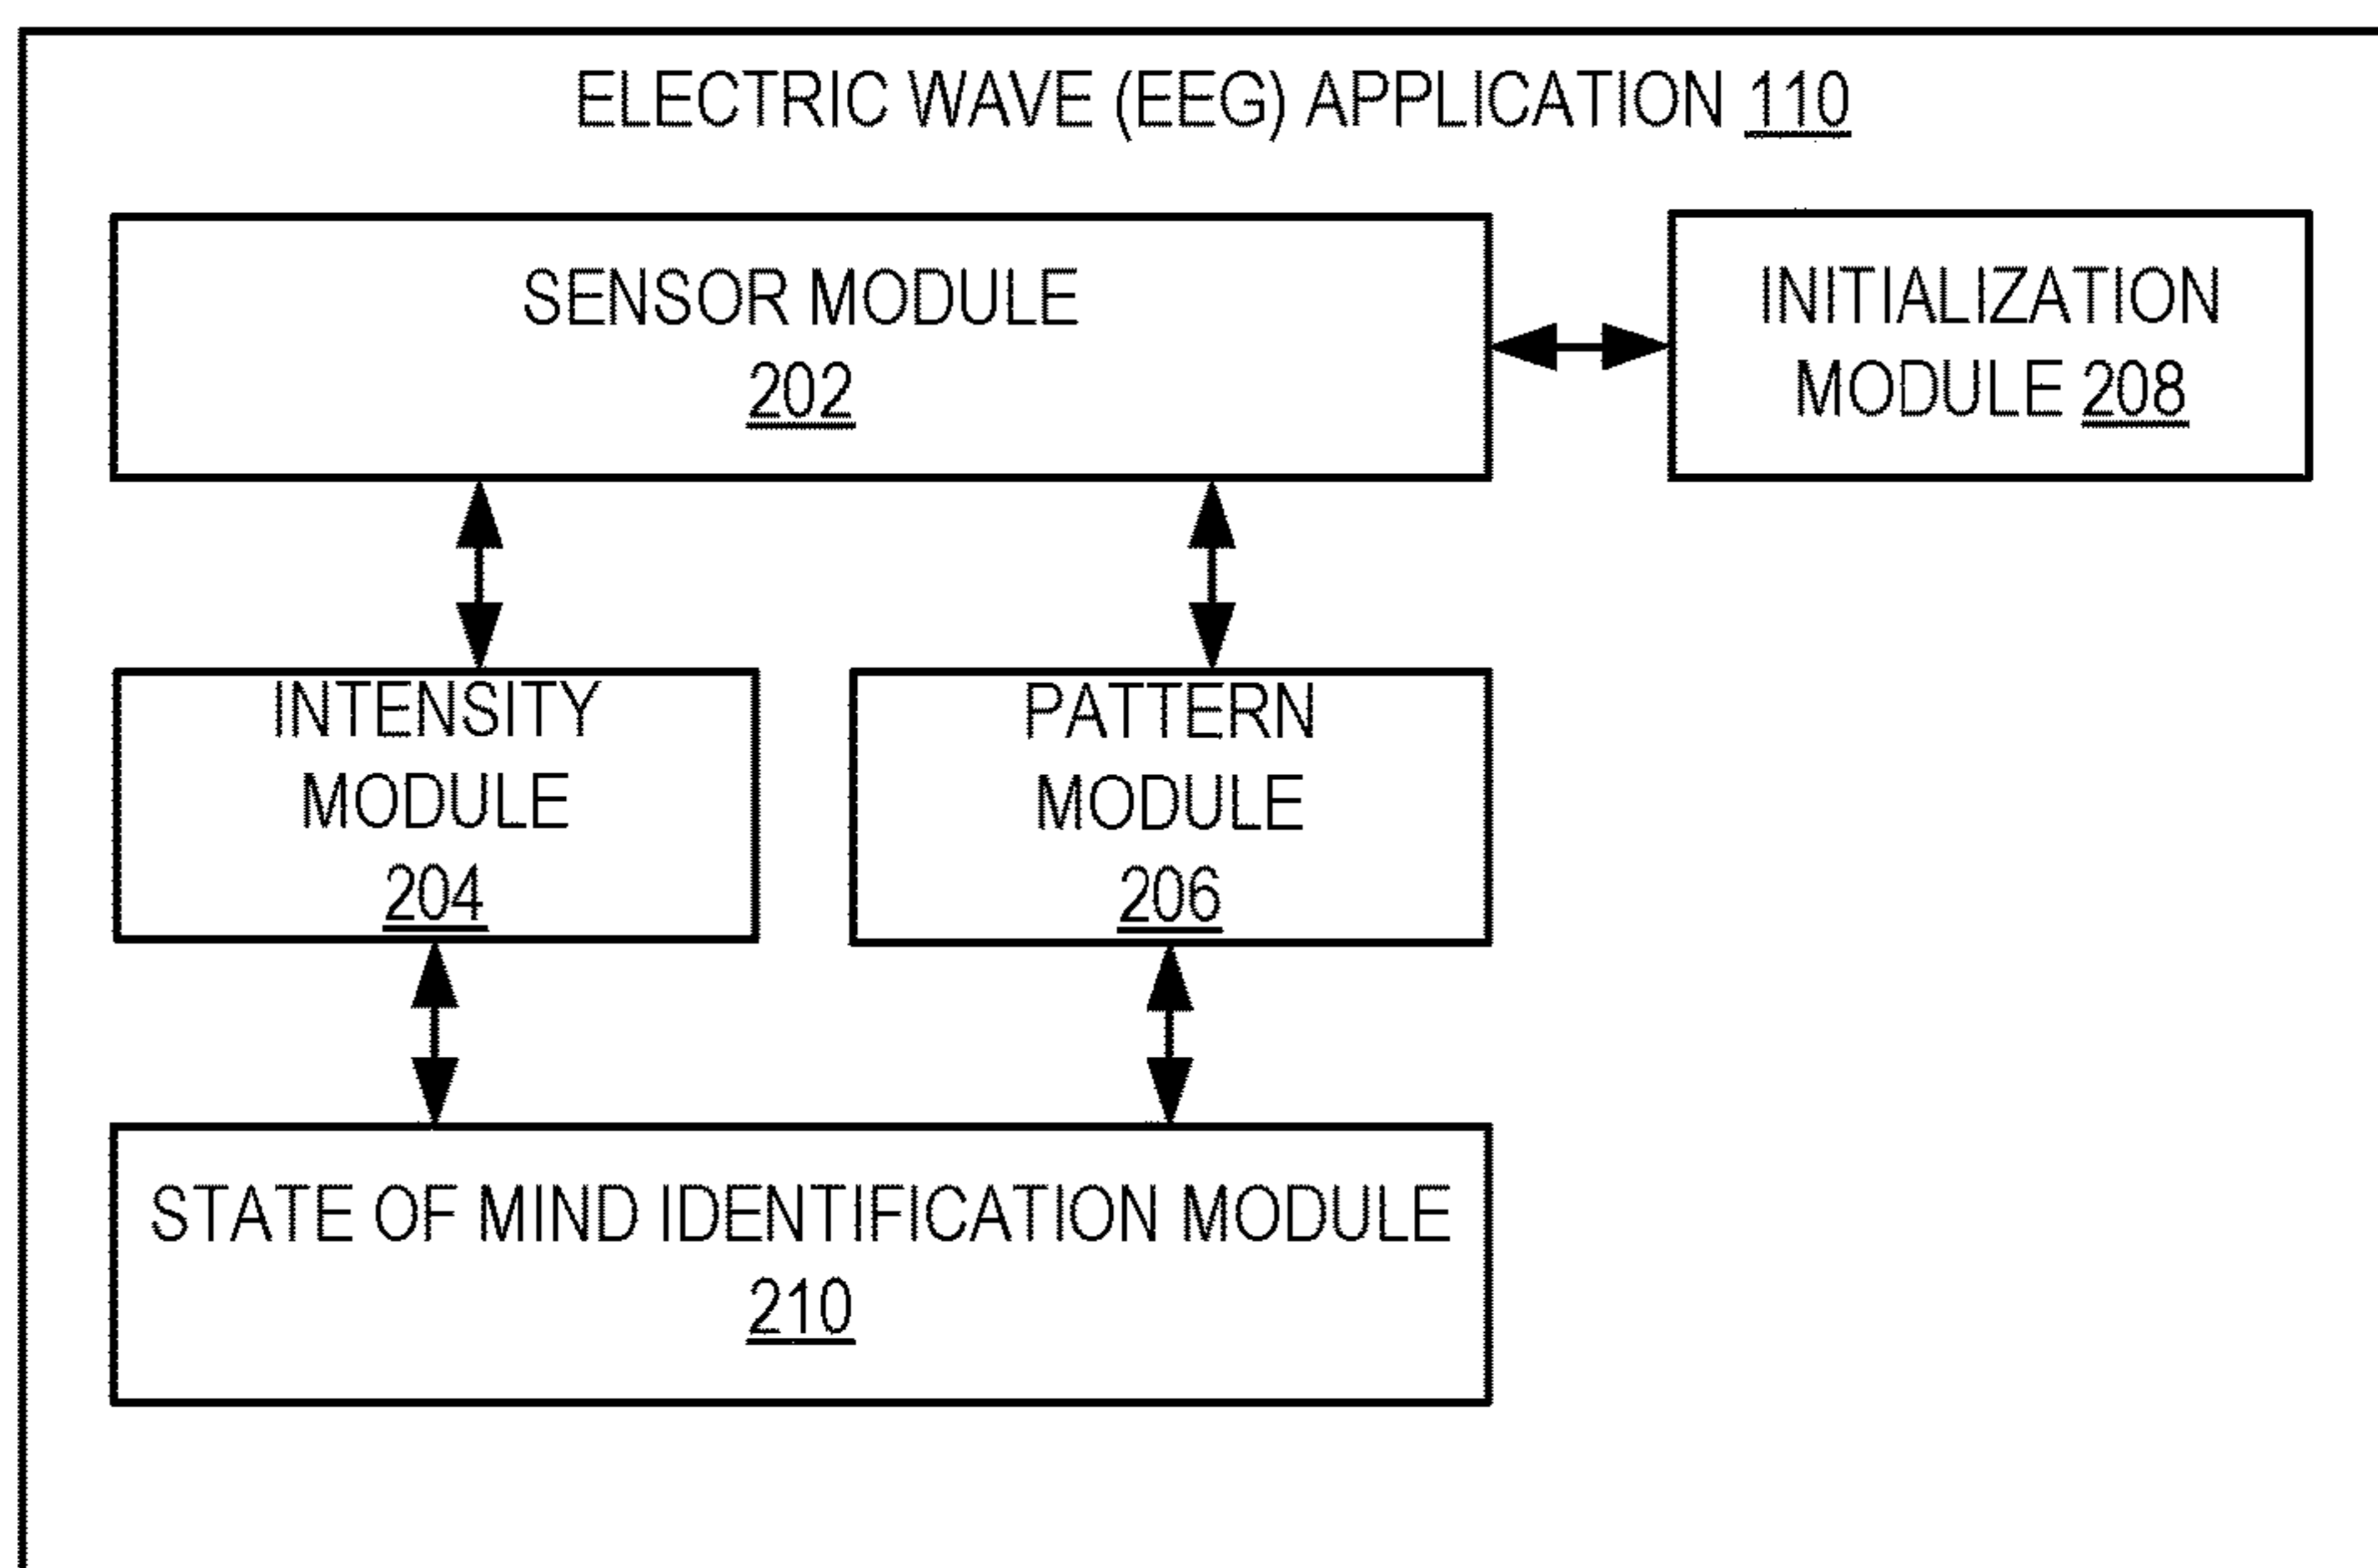 ELECTRIC WAVE (EEG) APPLICATION 110
SENSOR MODULE
202
INITIALIZATION
MODULE 208
INTENSITY
MODULE
204
PATTERN
MODULE
206
STATE OF MIND IDENTIFICATION MODULE
210